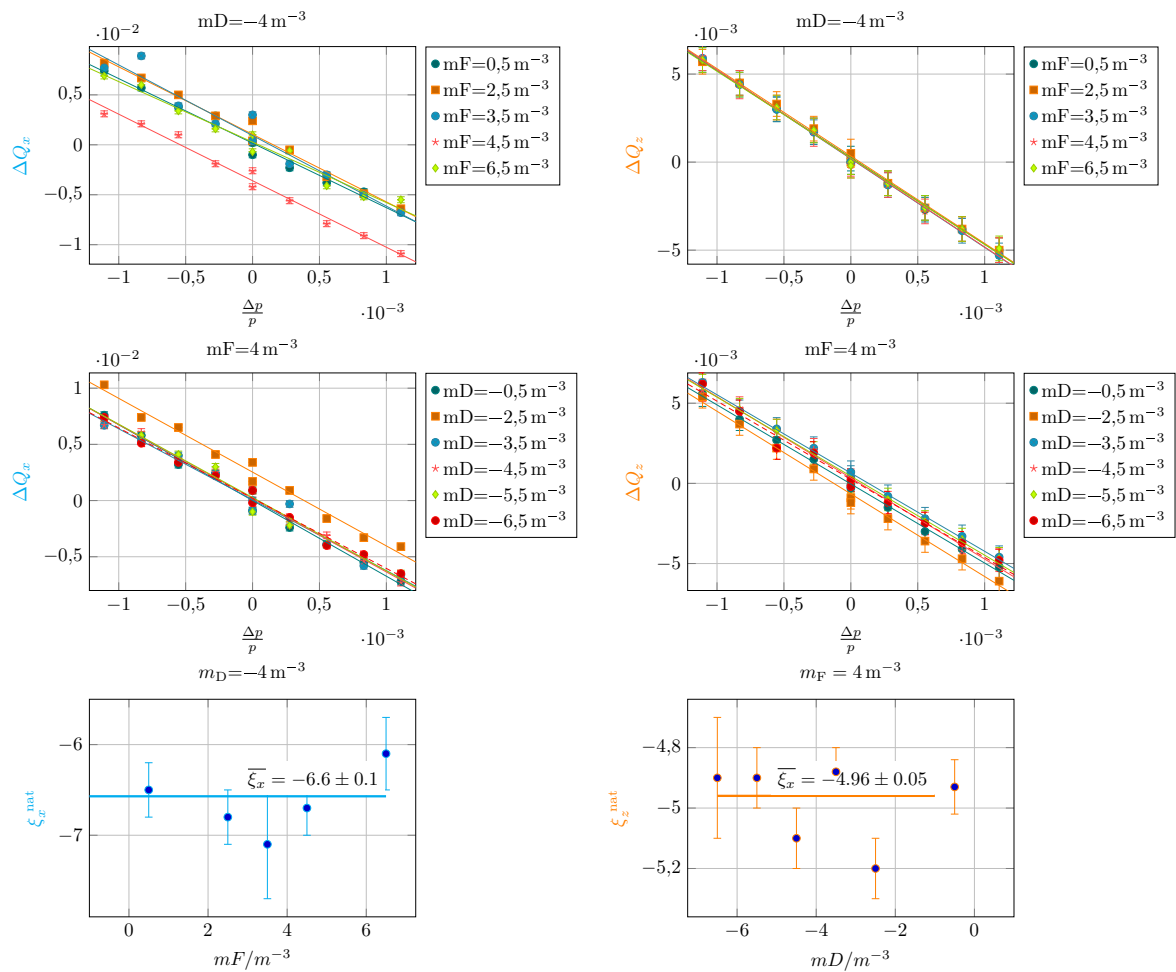 mD=−4 m⁻³
·10⁻²
0,5
0
−0,5
−1
ΔQₓ
−1 −0,5 0 0,5 1
Δp/p
·10⁻³
mF=0,5 m⁻³
mF=2,5 m⁻³
mF=3,5 m⁻³
mF=4,5 m⁻³
mF=6,5 m⁻³
mD=−4 m⁻³
·10⁻³
5
0
−5
ΔQ_z
−1 −0,5 0 0,5 1
Δp/p
·10⁻³
mF=0,5 m⁻³
mF=2,5 m⁻³
mF=3,5 m⁻³
mF=4,5 m⁻³
mF=6,5 m⁻³
mF=4 m⁻³
·10⁻²
1
0,5
0
−0,5
ΔQₓ
−1 −0,5 0 0,5 1
Δp/p
·10⁻³
mD=−0,5 m⁻³
mD=−2,5 m⁻³
mD=−3,5 m⁻³
mD=−4,5 m⁻³
mD=−5,5 m⁻³
mD=−6,5 m⁻³
mF=4 m⁻³
·10⁻³
5
0
−5
ΔQ_z
−1 −0,5 0 0,5 1
Δp/p
·10⁻³
mD=−0,5 m⁻³
mD=−2,5 m⁻³
mD=−3,5 m⁻³
mD=−4,5 m⁻³
mD=−5,5 m⁻³
mD=−6,5 m⁻³
m_D=−4 m⁻³
−6
−7
ξₓ^nat
ξₓ̅ = −6.6 ± 0.1
0 2 4 6
mF/m⁻³
m_F = 4 m⁻³
−4,8
−5
−5,2
ξ_z^nat
ξₓ̅ = −4.96 ± 0.05
−6 −4 −2 0
mD/m⁻³